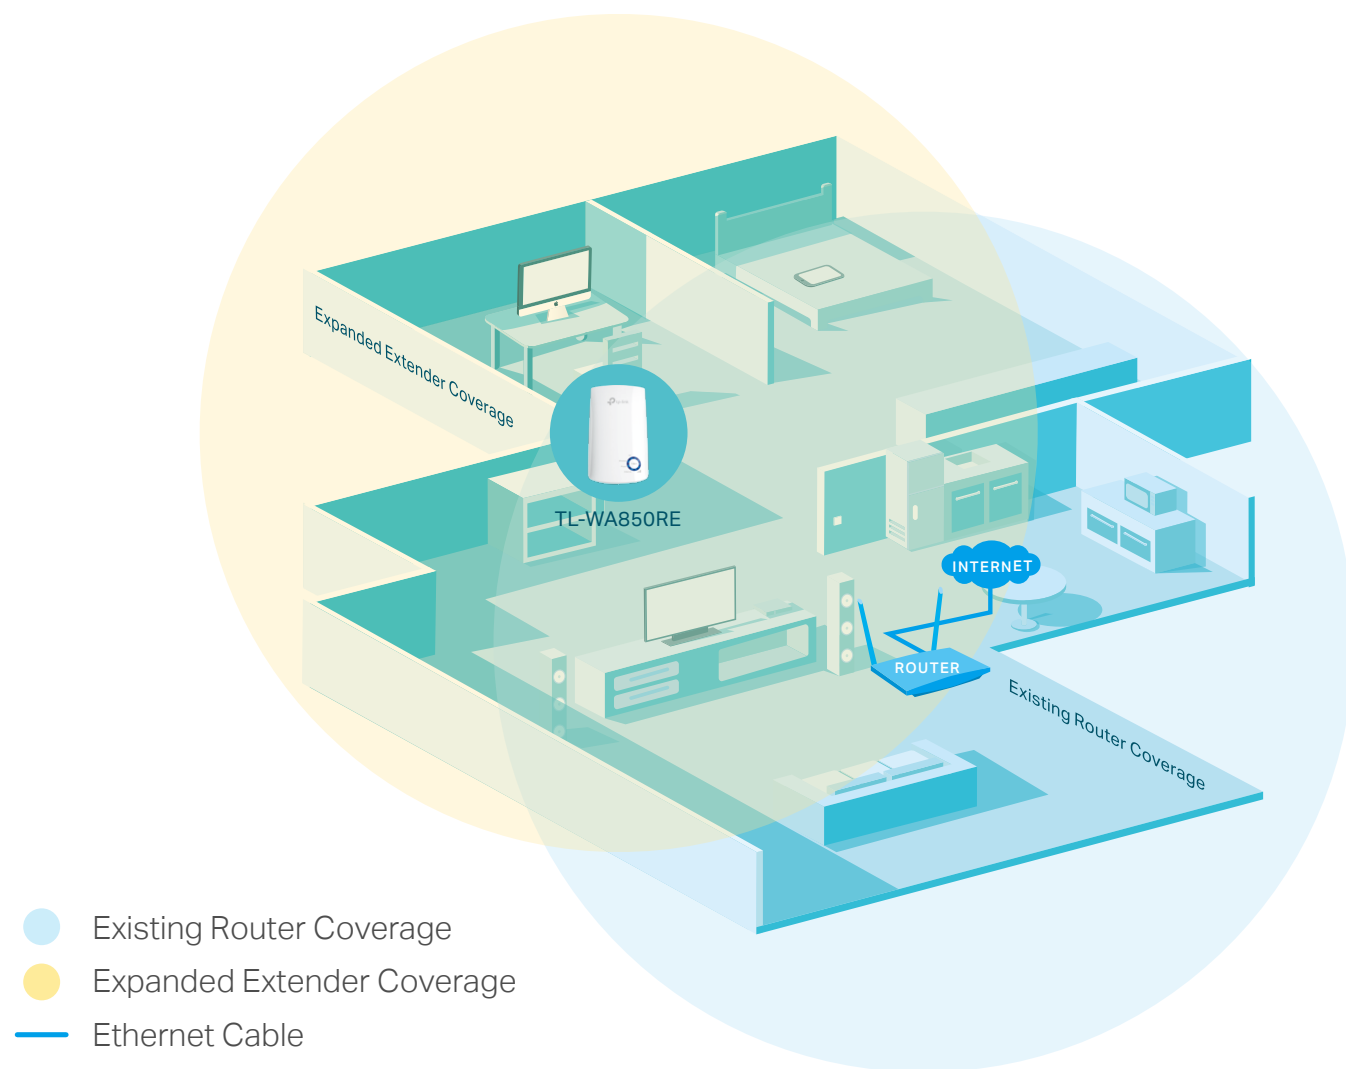 Expanded Extender Coverage
TL-WA850RE
INTERNET
ROUTER
Existing Router Coverage
Existing Router Coverage
Expanded Extender Coverage
Ethernet Cable